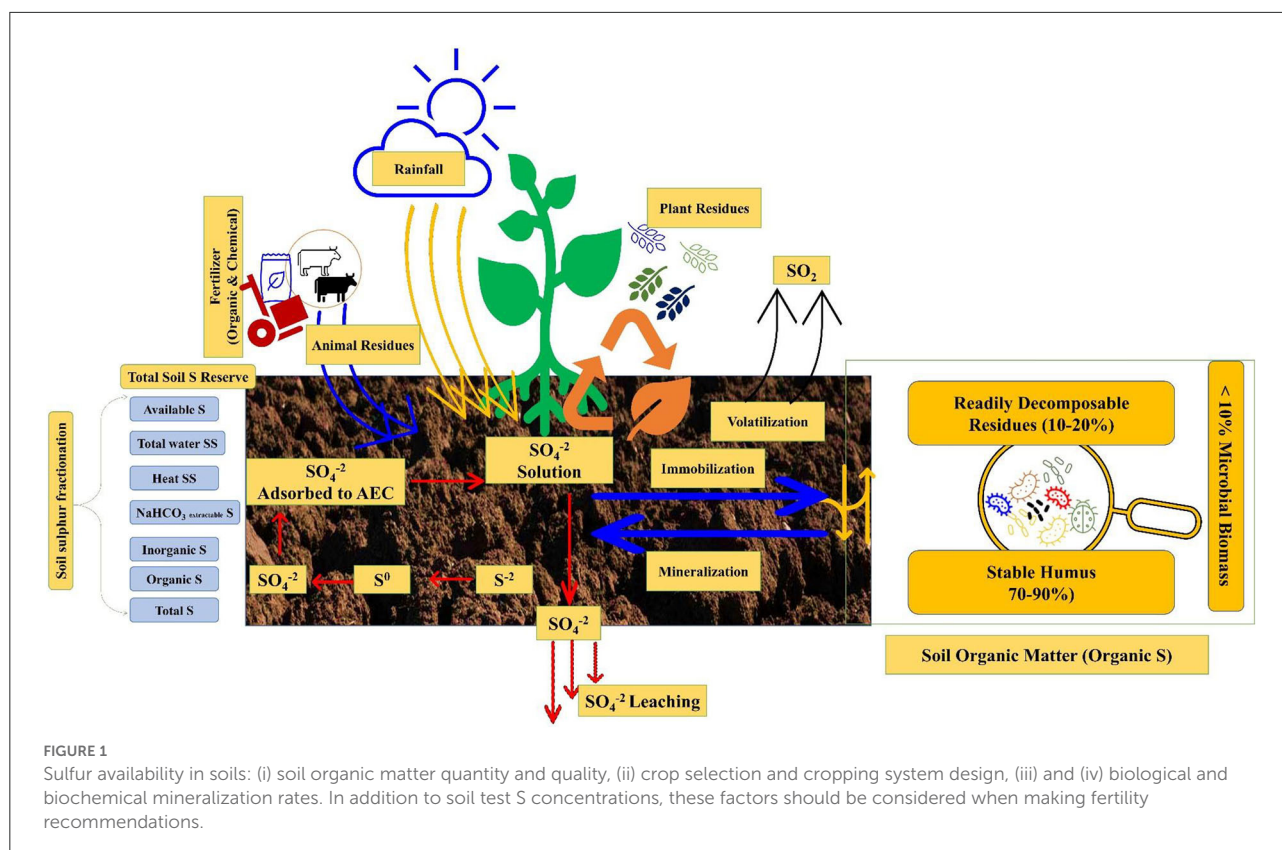 Rainfall
Plant Residues
SO₂
Fertilizer
(Organic & Chemical)
Animal Residues
Total Soil S Reserve
Soil sulphur fractionation
Available S
Total water SS
Heat SS
NaHCO₃ extractable S
Inorganic S
Organic S
Total S
SO₄⁻²
Adsorbed to AEC
SO₄⁻²
Solution
Volatilization
Immobilization
Mineralization
SO₄⁻²
S⁰
S⁻²
SO₄⁻²
SO₄⁻² Leaching
Readily Decomposable
Residues (10-20%)
Stable Humus
70-90%)
< 10% Microbial Biomass
Soil Organic Matter (Organic S)
FIGURE 1
Sulfur availability in soils: (i) soil organic matter quantity and quality, (ii) crop selection and cropping system design, (iii) and (iv) biological and
biochemical mineralization rates. In addition to soil test S concentrations, these factors should be considered when making fertility
recommendations.